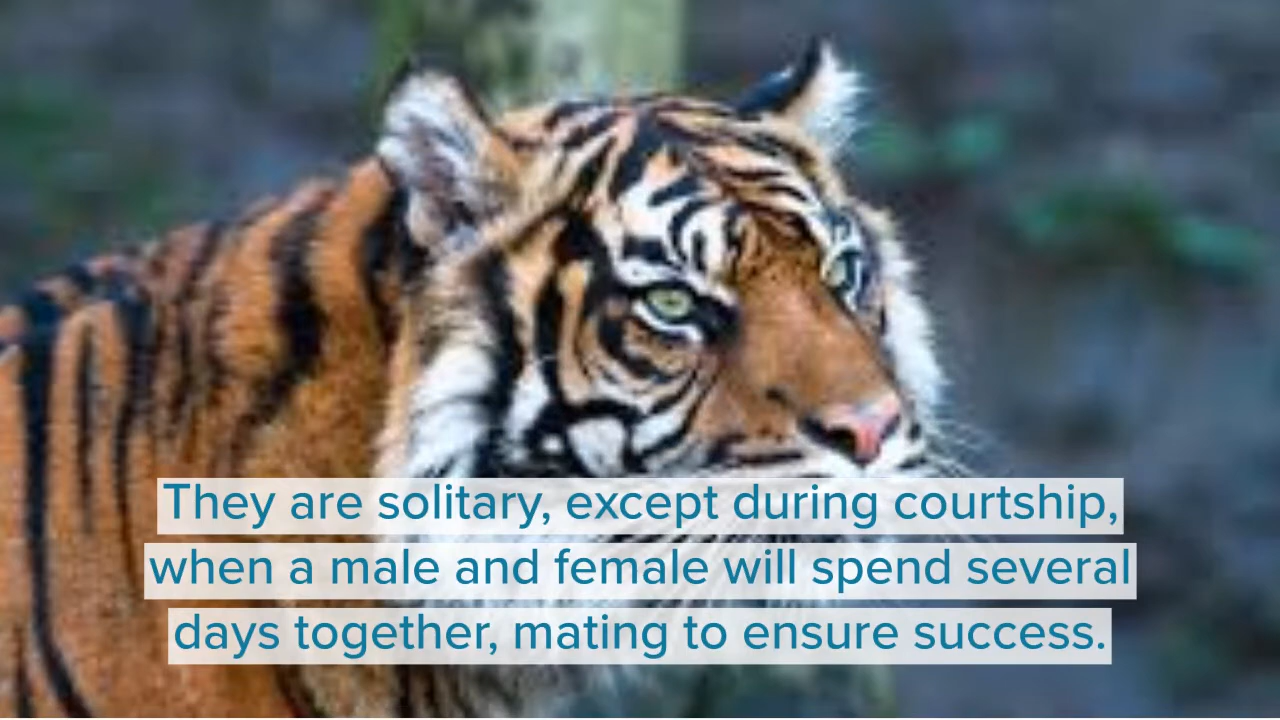 They are solitary, except during courtship,
when a male and female will spend several
days together, mating to ensure success.